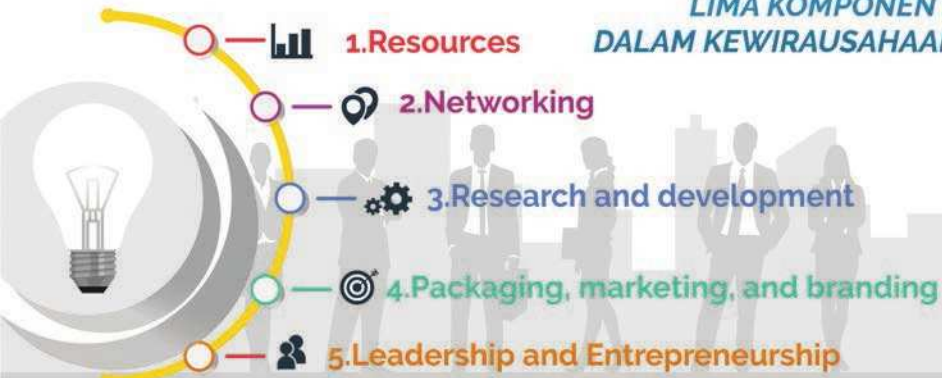 LIMA KOMPONEN
DALAM KEWIRAUSAHAAN
1.Resources
2.Networking
3.Research and development
4.Packaging, marketing, and branding
5.Leadership and Entrepreneurship